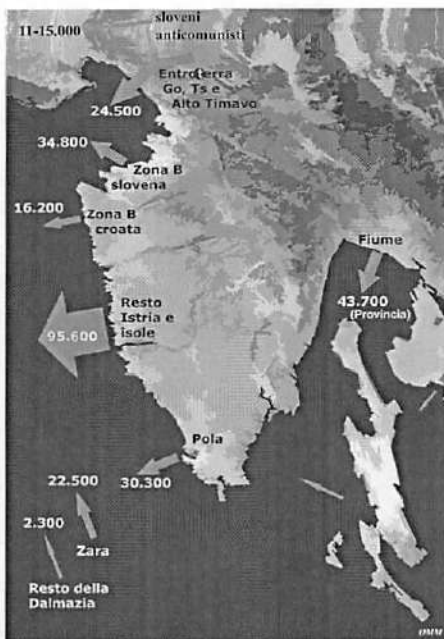 11-15.000
sloveni
anticomunisti
Entroterra
Go, Ts e
Alto Timavo
24.500
34.800
Zona B
slovena
16.200
Zona B
croata
Fiume
43.700
(Provincia)
Resto
Istria e
isole
95.600
Pola
30.300
22.500
2.300
Zara
Resto della
Dalmazia